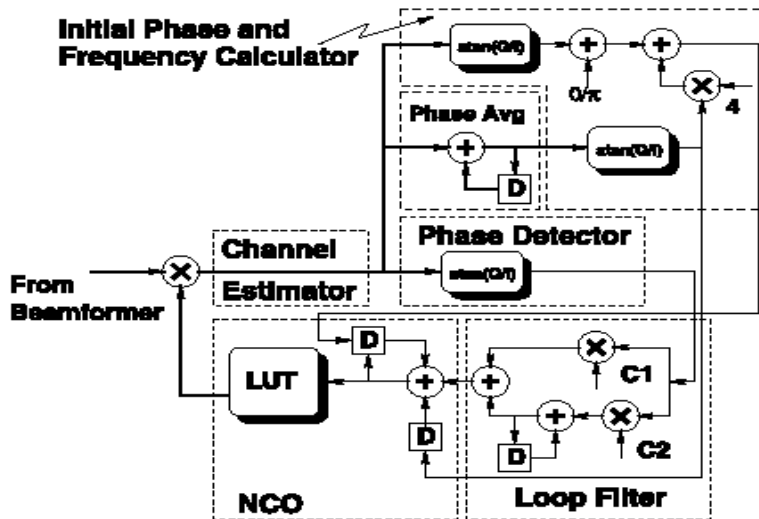 Initial Phase and
Frequency Calculator
atan(Q/I)
+
+
0/π
×
4
Phase Avg
+
D
atan(Q/I)
Phase Detector
Channel
Estimator
atan(Q/I)
×
From
Beamformer
D
LUT
+
+
×
C1
+
×
D
D
C2
NCO
Loop Filter